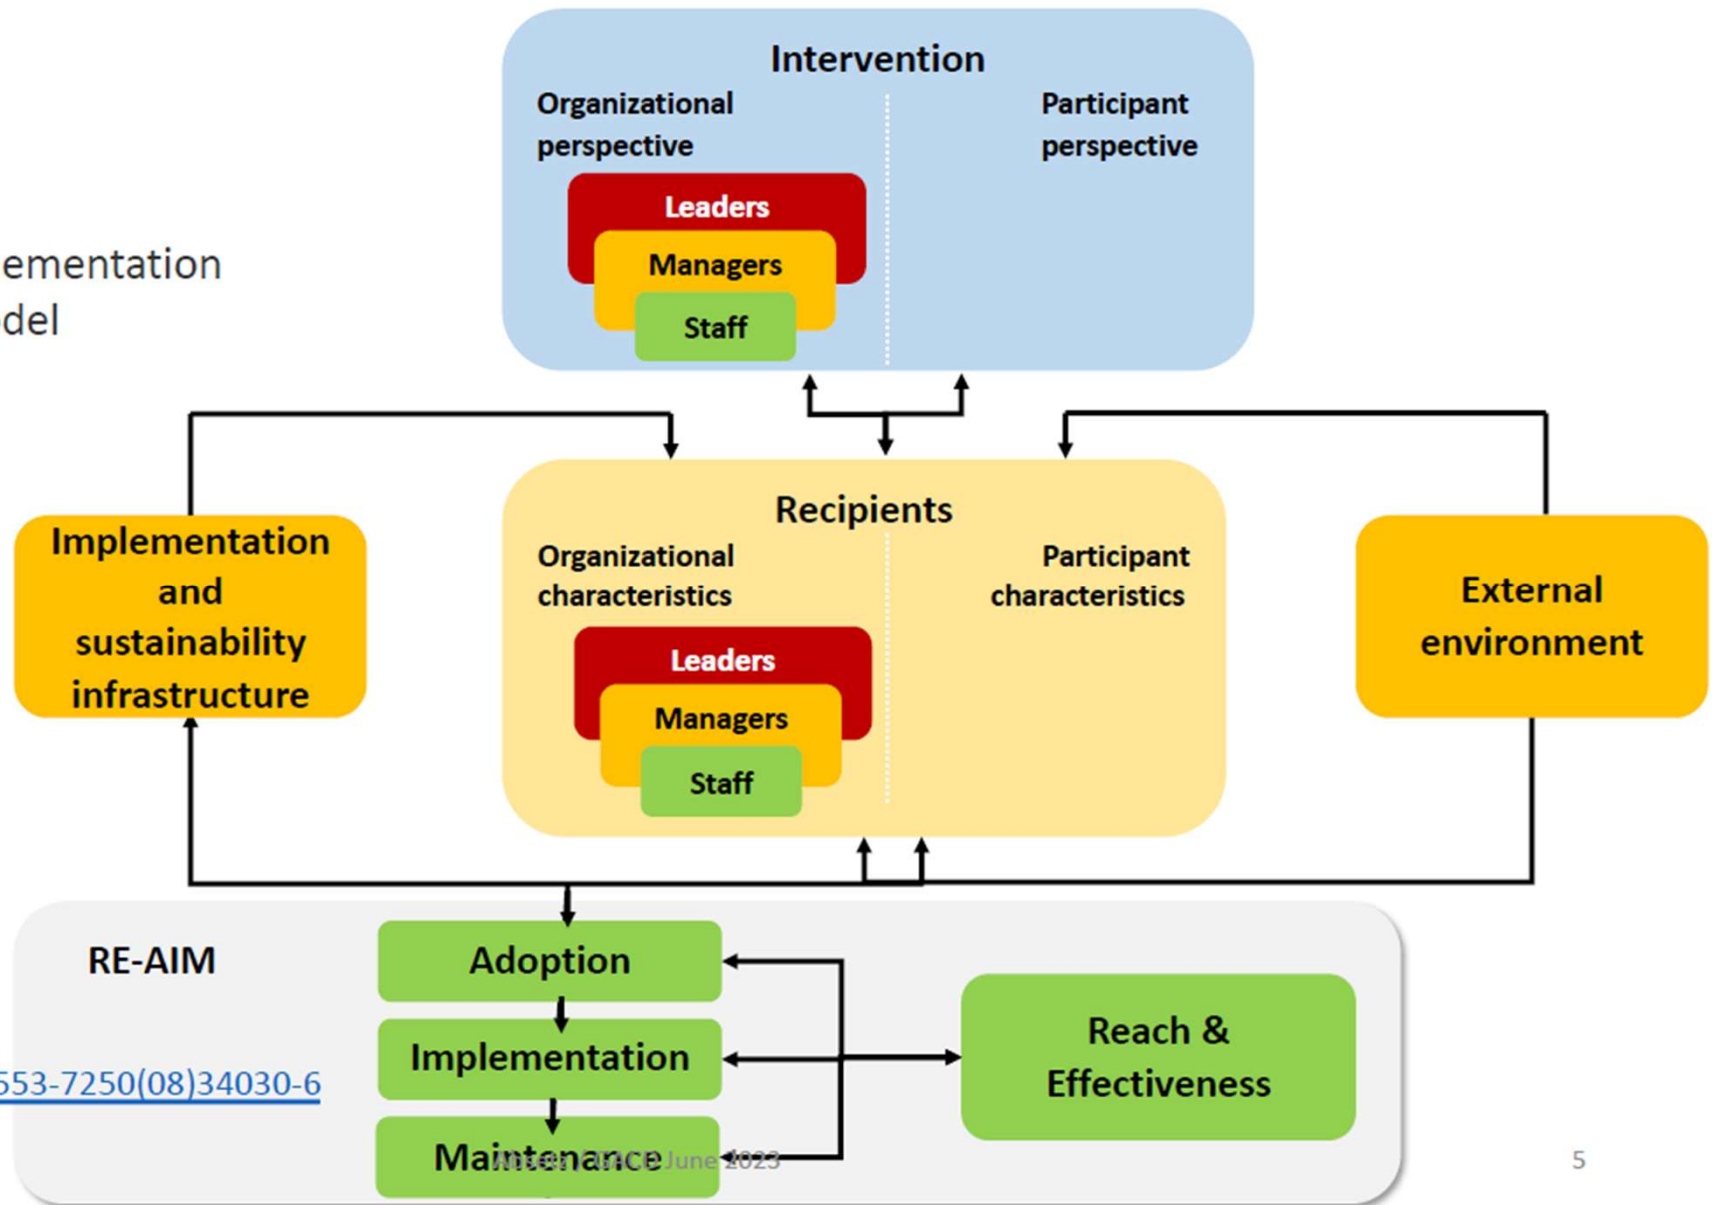 Intervention
Organizational
perspective
Participant
perspective
Leaders
Managers
Staff
ementation
del
Recipients
Organizational
characteristics
Participant
characteristics
Leaders
Managers
Staff
Implementation
and
sustainability
infrastructure
External
environment
RE-AIM
Adoption
Implementation
Maintenance
Reach &
Effectiveness
553-7250(08)34030-6
Absetz / GACD June 2023
5